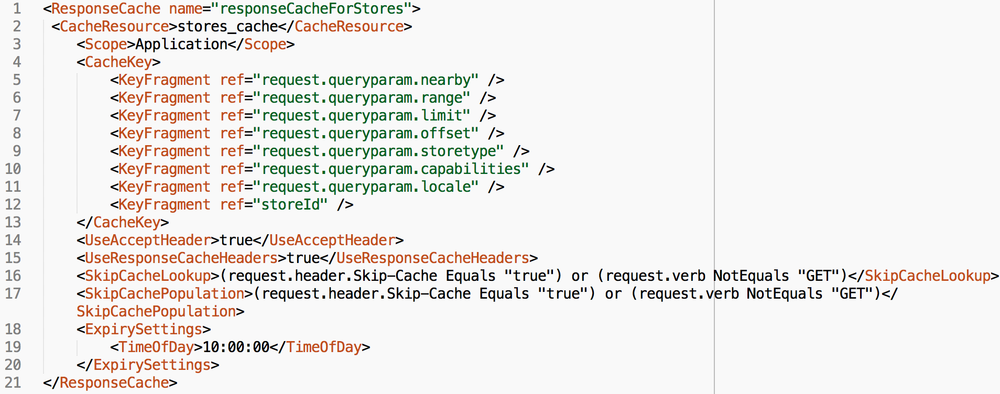 1 <ResponseCache name="responseCacheForStores">
2  <CacheResource>stores_cache</CacheResource>
3     <Scope>Application</Scope>
4     <CacheKey>
5         <KeyFragment ref="request.queryparam.nearby" />
6         <KeyFragment ref="request.queryparam.range" />
7         <KeyFragment ref="request.queryparam.limit" />
8         <KeyFragment ref="request.queryparam.offset" />
9         <KeyFragment ref="request.queryparam.storetype" />
10         <KeyFragment ref="request.queryparam.capabilities" />
11         <KeyFragment ref="request.queryparam.locale" />
12         <KeyFragment ref="storeId" />
13     </CacheKey>
14     <UseAcceptHeader>true</UseAcceptHeader>
15     <UseResponseCacheHeaders>true</UseResponseCacheHeaders>
16     <SkipCacheLookup>(request.header.Skip-Cache Equals "true") or (request.verb NotEquals "GET")</SkipCacheLookup>
17     <SkipCachePopulation>(request.header.Skip-Cache Equals "true") or (request.verb NotEquals "GET")</
    SkipCachePopulation>
18     <ExpirySettings>
19         <TimeOfDay>10:00:00</TimeOfDay>
20     </ExpirySettings>
21 </ResponseCache>